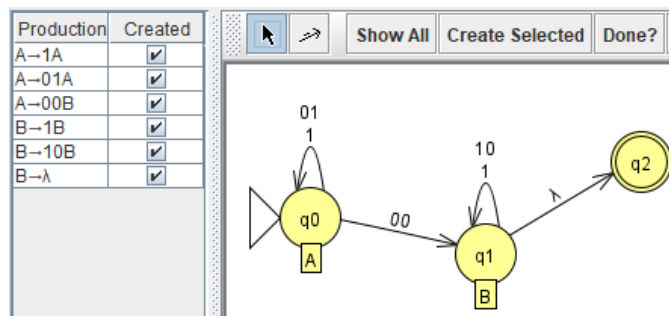 Production Created
A→1A
A→01A
A→00B
B→1B
B→10B
B→λ
Show All Create Selected Done?
01
1
q0
A
00
10
1
q1
B
λ
q2